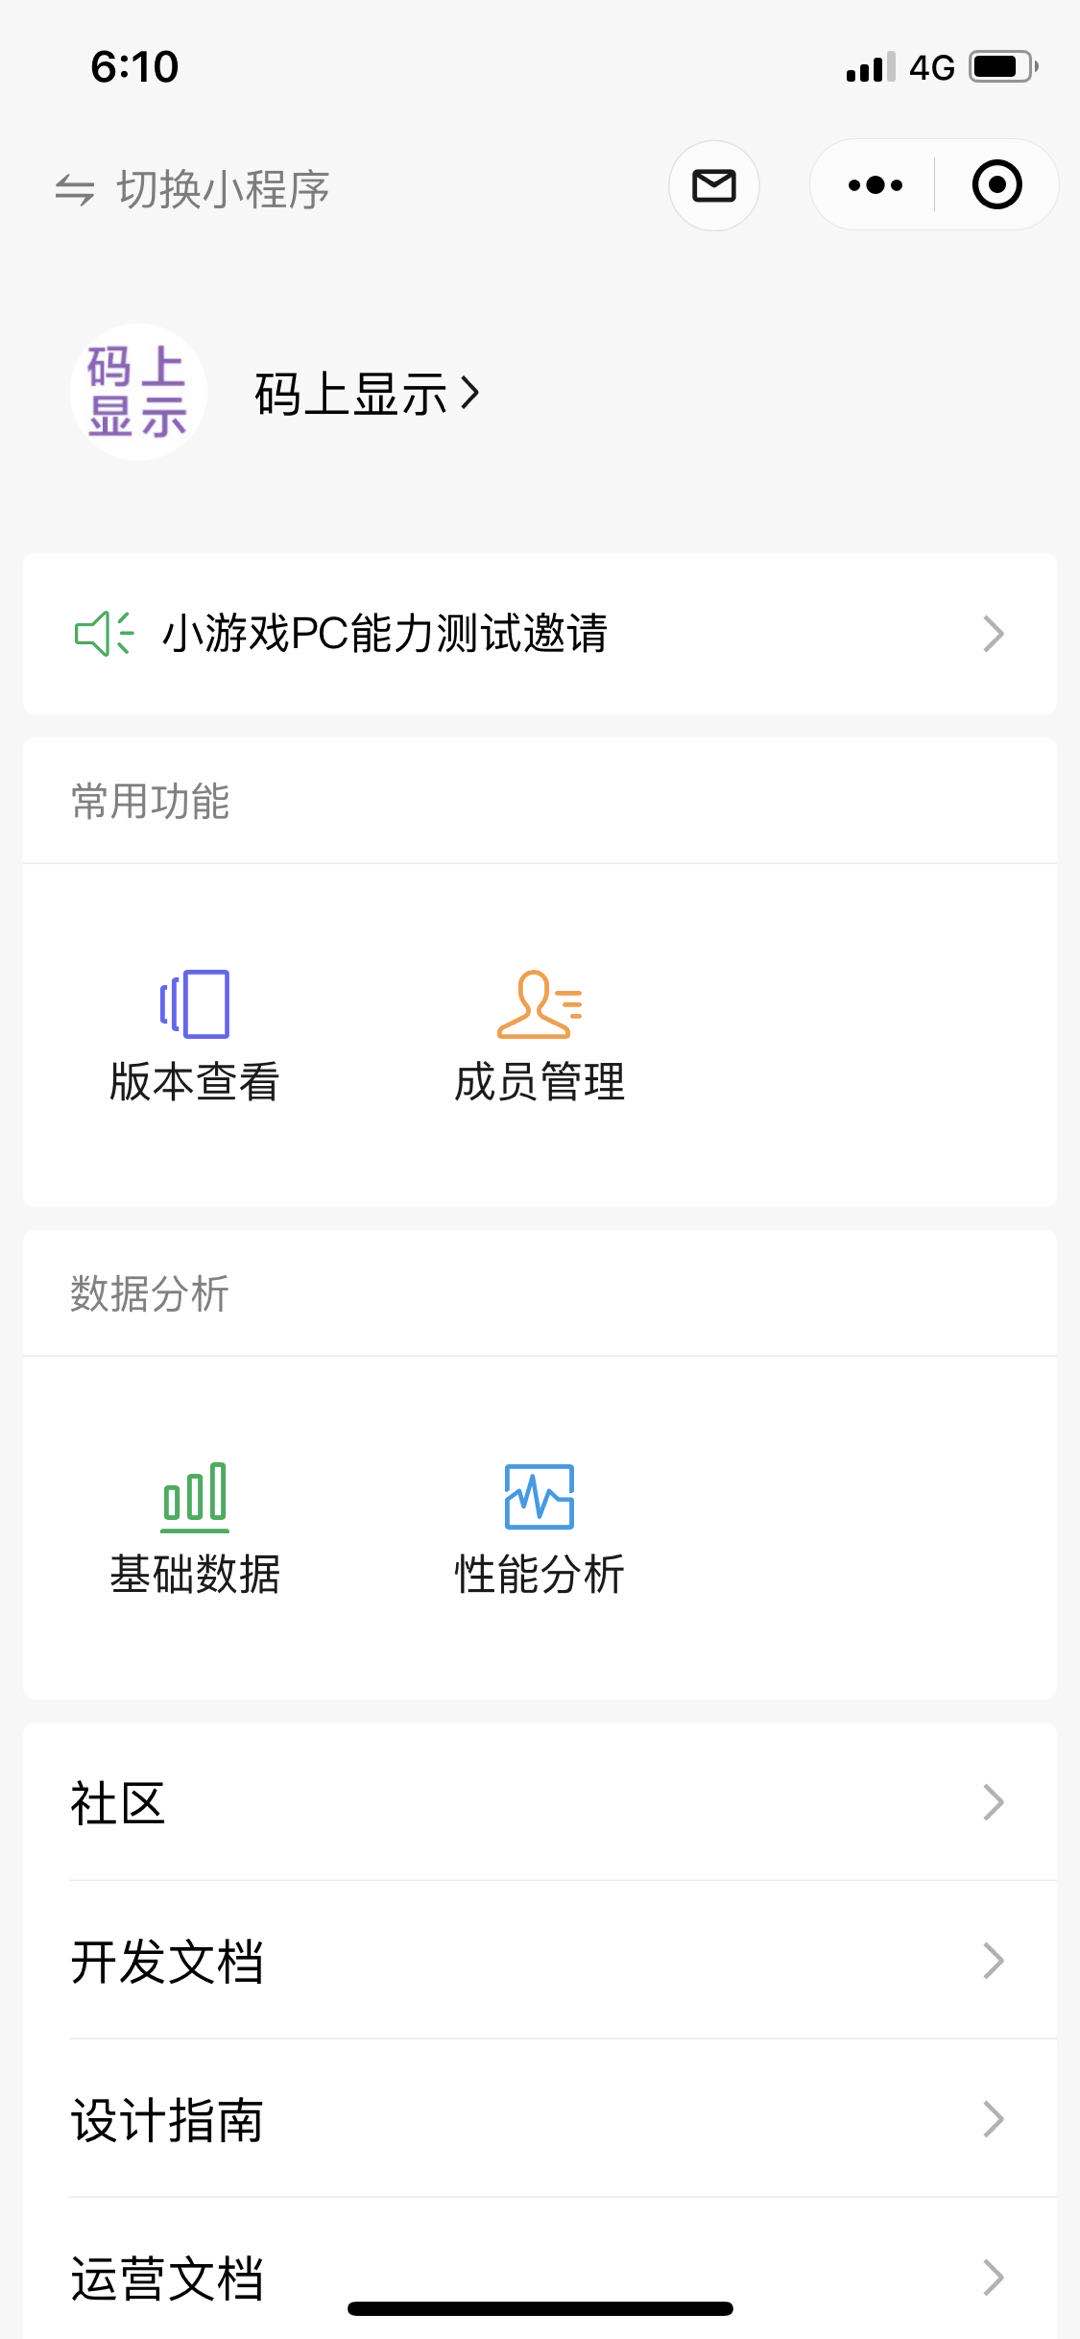 6:10
4G
切换小程序
码上
显示
码上显示
小游戏PC能力测试邀请
常用功能
版本查看
成员管理
数据分析
基础数据
性能分析
社区
开发文档
设计指南
运营文档